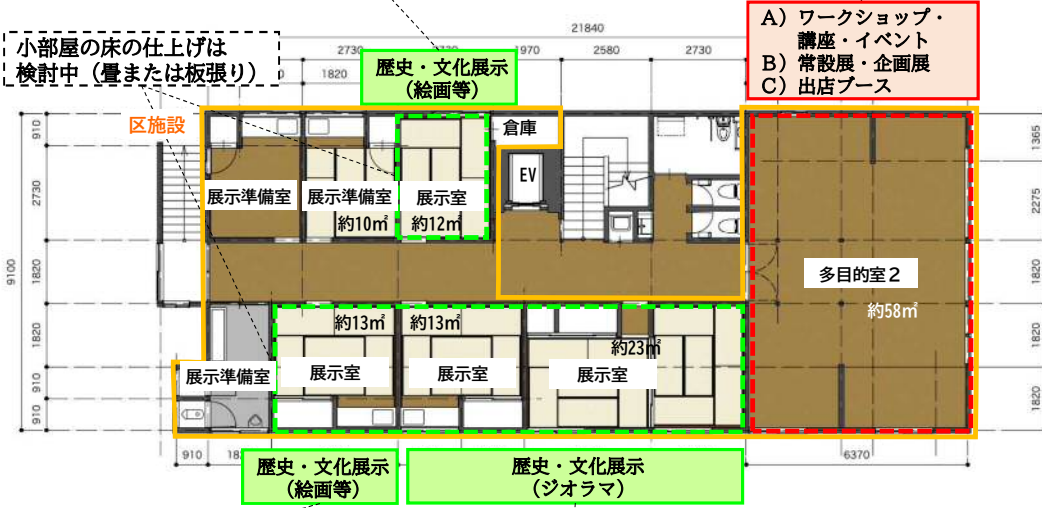 小部屋の床の仕上げは
検討中（畳または板張り）
歴史・文化展示
（絵画等）
A）ワークショップ・
講座・イベント
B）常設展・企画展
C）出店ブース
21840
2730
1970
2580
2730
1820
区施設
倉庫
EV
展示準備室
展示準備室
約10㎡
展示室
約12㎡
910
2730
9100
1820
1820
910
910
1365
2275
1820
1820
1820
多目的室２
約58㎡
約13㎡
約13㎡
約23㎡
展示準備室
展示室
展示室
展示室
910
6370
歴史・文化展示
（絵画等）
歴史・文化展示
（ジオラマ）